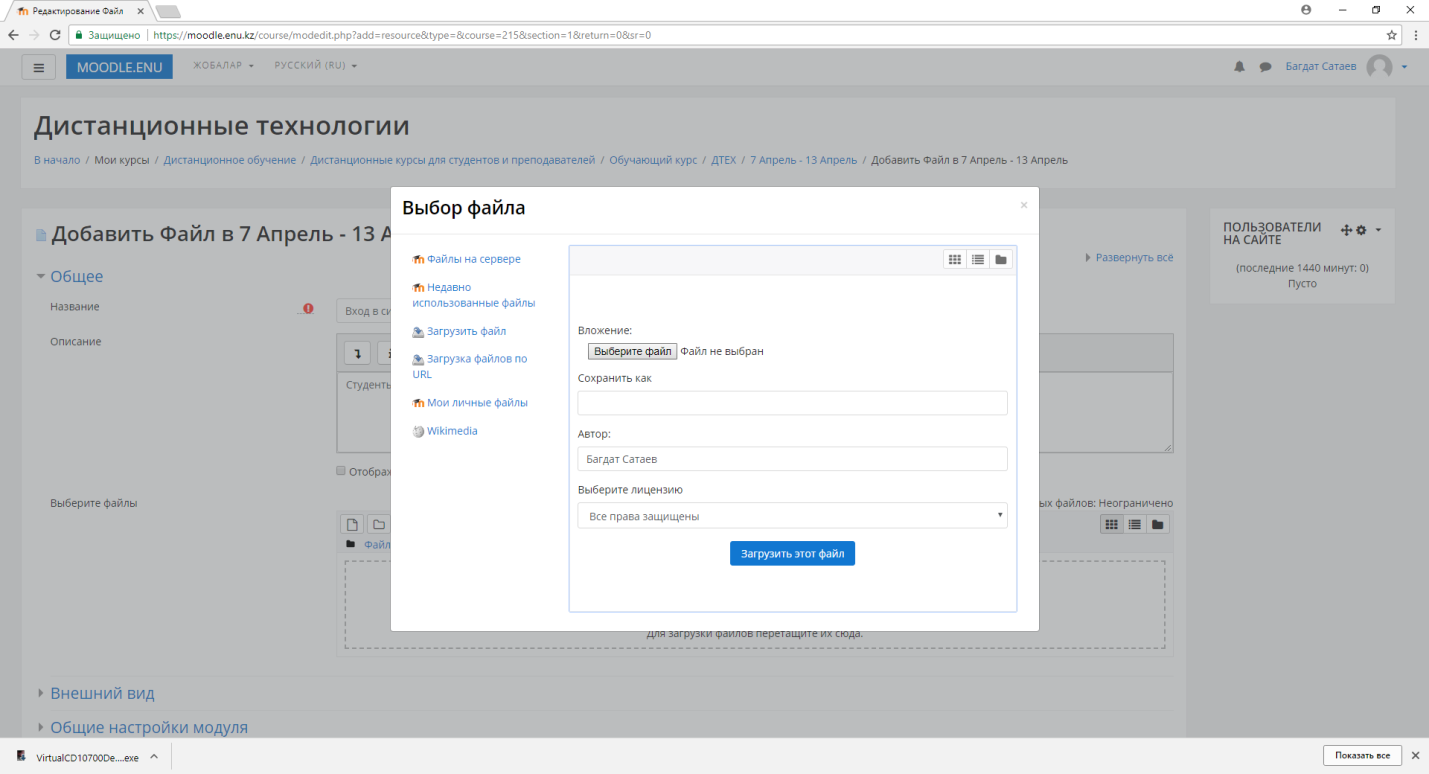 Редактирование Файл
Защищено
https://moodle.enu.kz/course/modedit.php?add=resource&type=&course=215&section=1&return=0&sr=0
MOODLE.ENU
ЖОБАЛАР
РУССКИЙ (RU)
Багдат Сатаев
Дистанционные технологии
В начало / Мои курсы / Дистанционное обучение / Дистанционные курсы для студентов и преподавателей / Обучающий курс / ДТЕХ / 7 Апрель - 13 Апрель / Добавить Файл в 7 Апрель - 13 Апрель
Добавить Файл в 7 Апрель - 13 А
Развернуть всё
Общее
Название
Вход в си
Описание
Студенть
Отображ
Выберите файлы
ых файлов: Неограничено
Файл
Для загрузки файлов перетащите их сюда.
Внешний вид
Общие настройки модуля
ПОЛЬЗОВАТЕЛИ
НА САЙТЕ
(последние 1440 минут: 0)
Пусто
Выбор файла
Файлы на сервере
Недавно
использованные файлы
Загрузить файл
Загрузка файлов по
URL
Мои личные файлы
Wikimedia
Вложение:
Выберите файл Файл не выбран
Сохранить как
Автор:
Багдат Сатаев
Выберите лицензию
Все права защищены
Загрузить этот файл
VirtualCD10700De....exe
Показать все